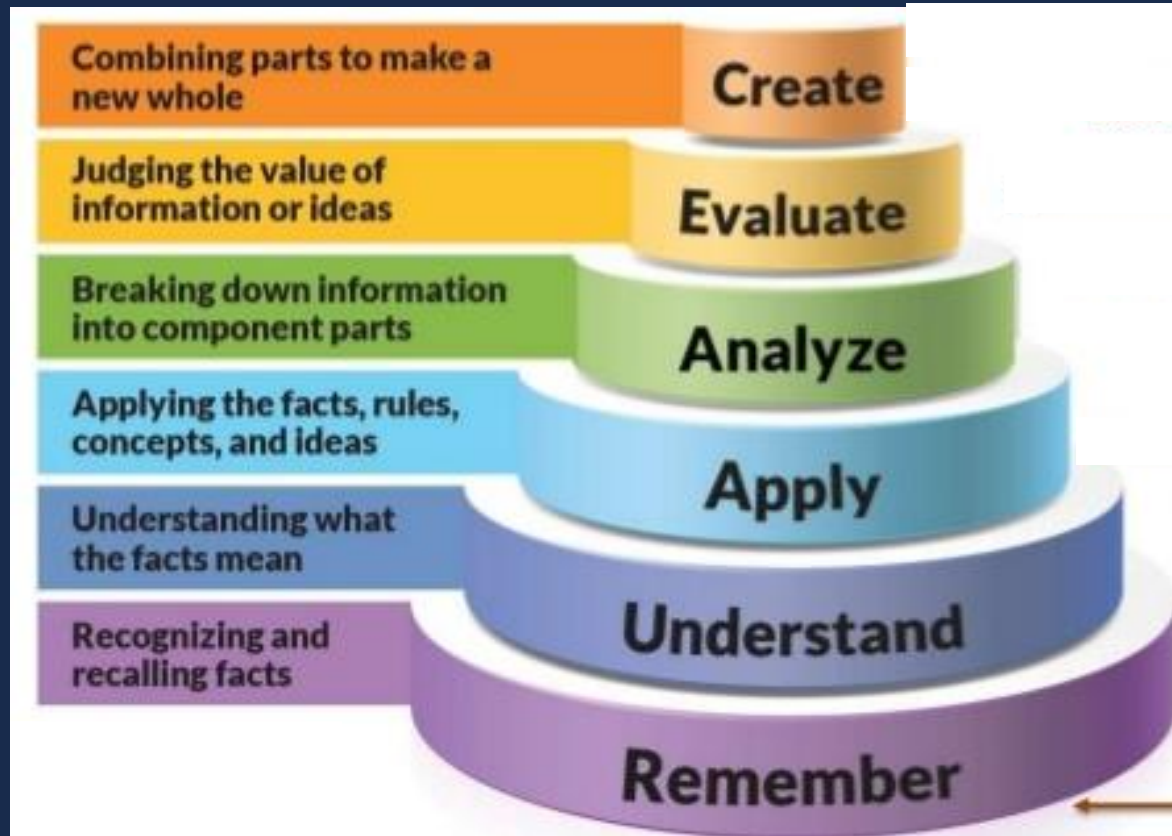 Combining parts to make a
new whole
Create
Judging the value of
information or ideas
Evaluate
Breaking down information
into component parts
Analyze
Applying the facts, rules,
concepts, and ideas
Apply
Understanding what
the facts mean
Understand
Recognizing and
recalling facts
Remember